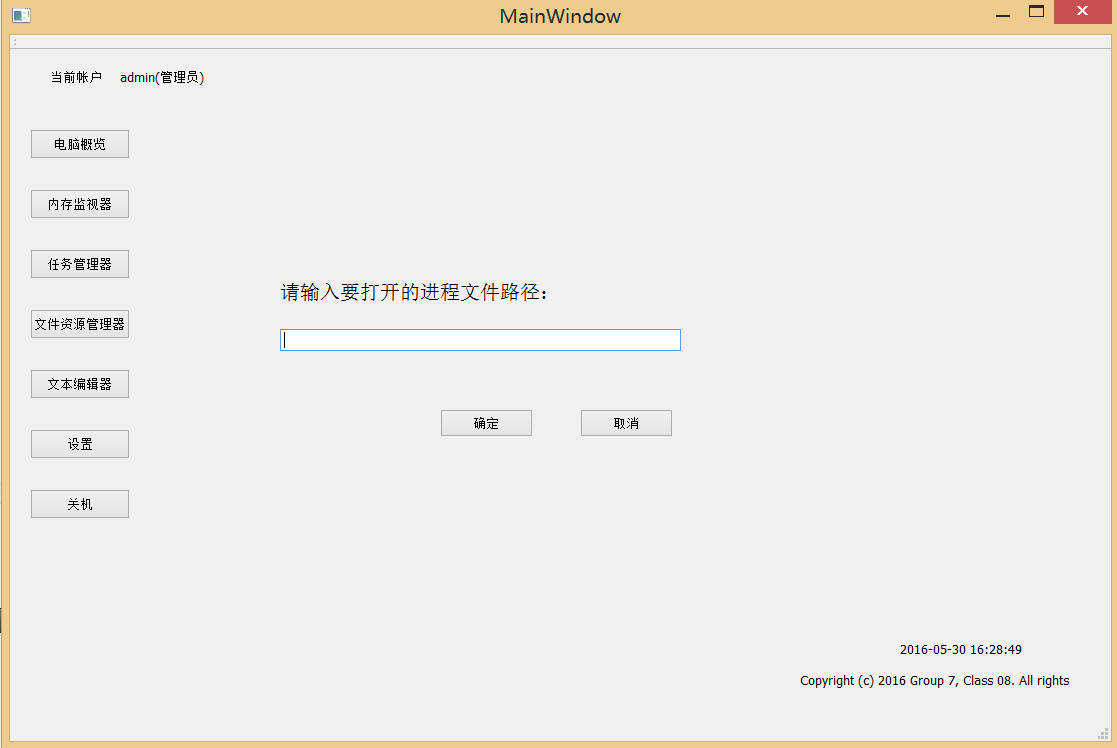 MainWindow
当前帐户 admin(管理员)
电脑概览
内存监视器
任务管理器
文件资源管理器
文本编辑器
设置
关机
请输入要打开的进程文件路径：
确定 取消
2016-05-30 16:28:49
Copyright (c) 2016 Group 7, Class 08. All rights